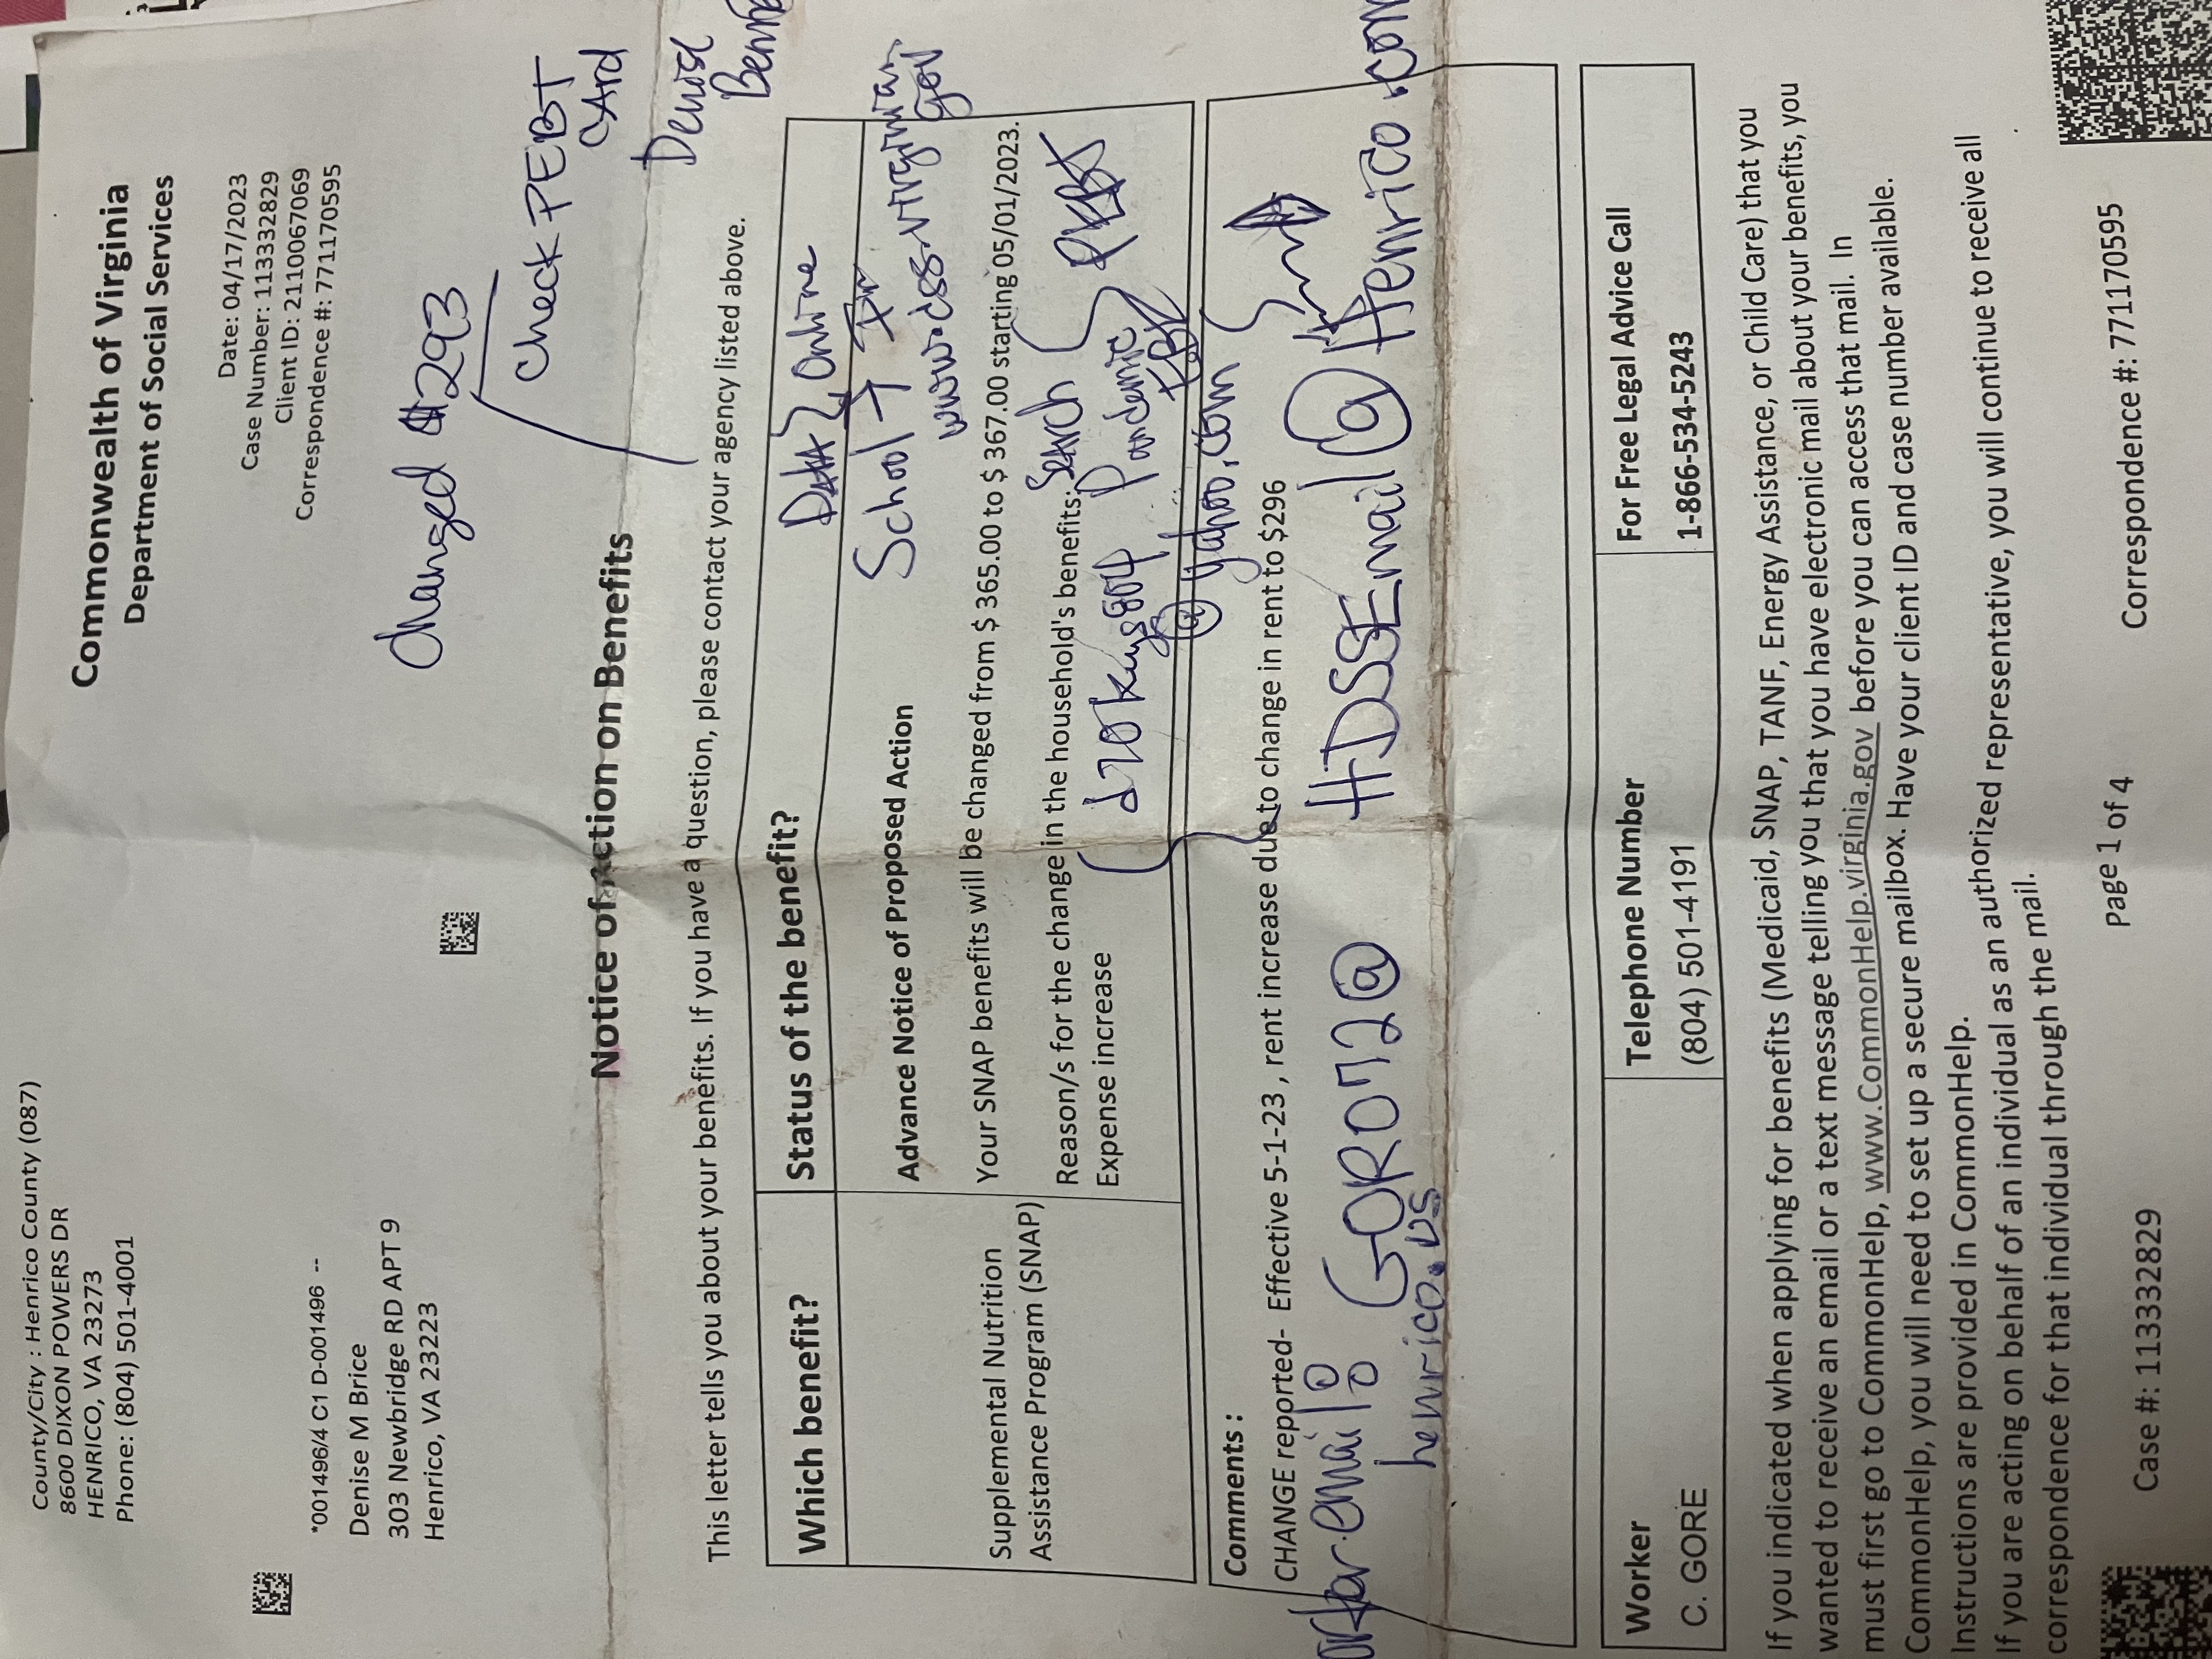 County/City : Henrico County (087)
8600 DIXON POWERS DR
HENRICO, VA 23273
Phone: (804) 501-4001
Commonwealth of Virginia
Department of Social Services
Date: 04/17/2023
Case Number: 113332829
Client ID: 2110067069
Correspondence #: 771170595
*001496/4 C1 D-001496 --
Denise M Brice
303 Newbridge RD APT 9
Henrico, VA 23223
changed $293
Check PEBT
CArd
Denise
Notice of Action on Benefits
This letter tells you about your benefits. If you have a question, please contact your agency listed above.
Which benefit?
Status of the benefit?
DATA
Online
School
www.dss.virginia.
gov
Supplemental Nutrition
Assistance Program (SNAP)
Advance Notice of Proposed Action
Your SNAP benefits will be changed from $ 365.00 to $ 367.00 starting 05/01/2023.
Reason/s for the change in the household's benefits:
Expense increase
Search
Pandemic
EBT
@yahoo.com
Comments :
CHANGE reported- Effective 5-1-23 , rent increase due to change in rent to $296
email:
GOR072@
henrico.us
HDSSEmail@Henrico.com
Worker
Telephone Number
For Free Legal Advice Call
C. GORE
(804) 501-4191
1-866-534-5243
If you indicated when applying for benefits (Medicaid, SNAP, TANF, Energy Assistance, or Child Care) that you
wanted to receive an email or a text message telling you that you have electronic mail about your benefits, you
must first go to CommonHelp, www.CommonHelp.virginia.gov before you can access that mail. In
CommonHelp, you will need to set up a secure mailbox. Have your client ID and case number available.
Instructions are provided in CommonHelp.
If you are acting on behalf of an individual as an authorized representative, you will continue to receive all
correspondence for that individual through the mail.
Case #: 113332829
Page 1 of 4
Correspondence #: 771170595